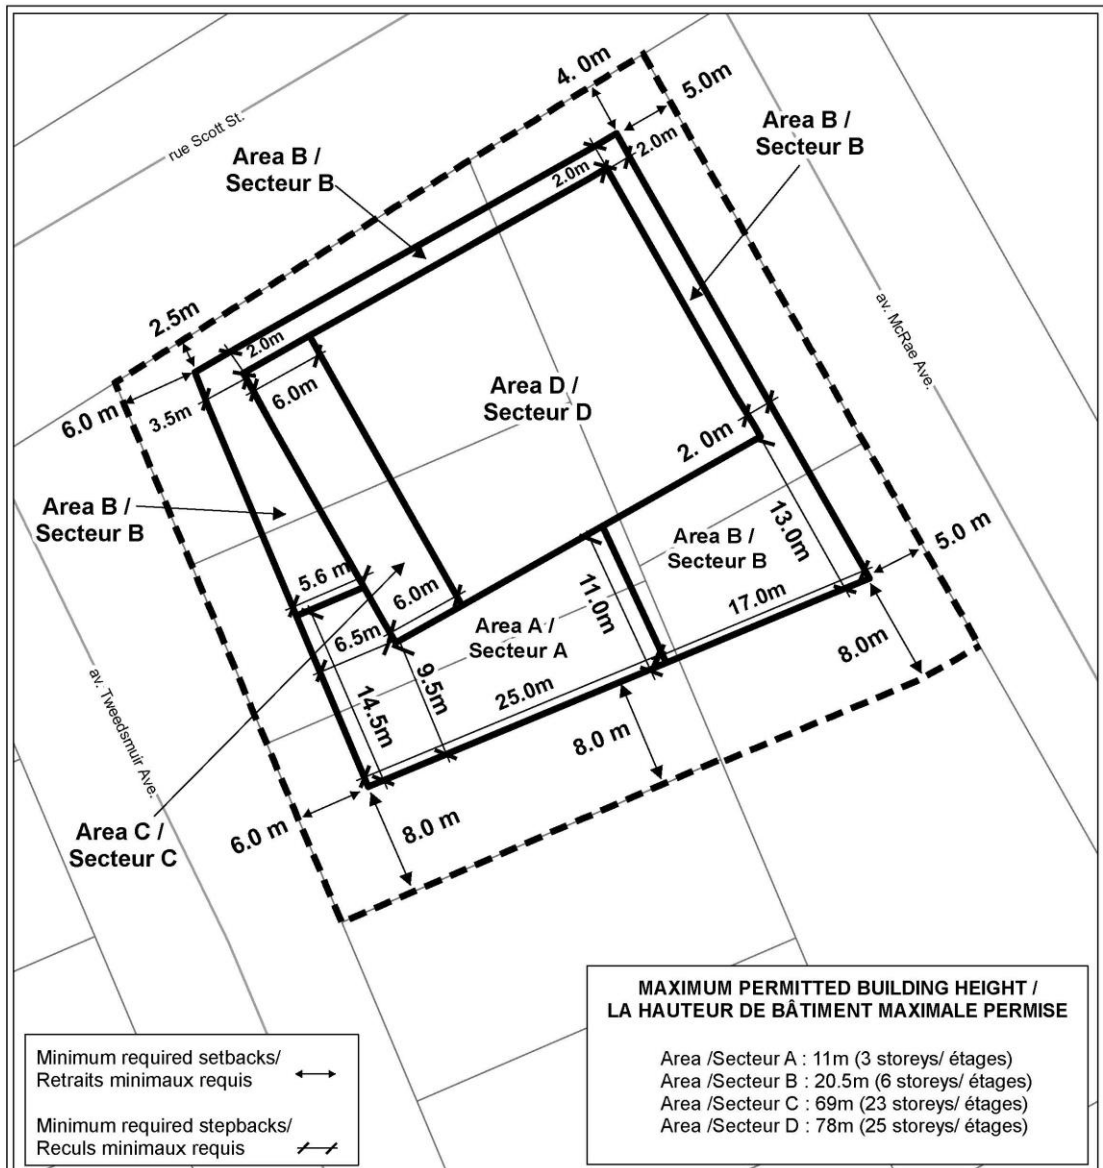 rue Scott St.
4. 0m
5.0m
Area B /
Secteur B
Area B /
Secteur B
2.0m
2.0m
2.5m
2.0m
6.0 m
3.5m
6.0m
Area D /
Secteur D
av. McRae Ave.
2. 0m
Area B /
Secteur B
Area B /
Secteur B
13.0m
5.0 m
5.6 m
6.0m
11.0m
17.0m
6.5m
Area A /
Secteur A
8.0m
9.5m
14.5m
25.0m
8.0 m
av. Tweedsmuir Ave.
6.0 m
8.0 m
Area C /
Secteur C
MAXIMUM PERMITTED BUILDING HEIGHT /
LA HAUTEUR DE BÂTIMENT MAXIMALE PERMISE
Area /Secteur A : 11m (3 storeys/ étages)
Area /Secteur B : 20.5m (6 storeys/ étages)
Area /Secteur C : 69m (23 storeys/ étages)
Area /Secteur D : 78m (25 storeys/ étages)
Minimum required setbacks/
Retraits minimaux requis
Minimum required stepbacks/
Reculs minimaux requis